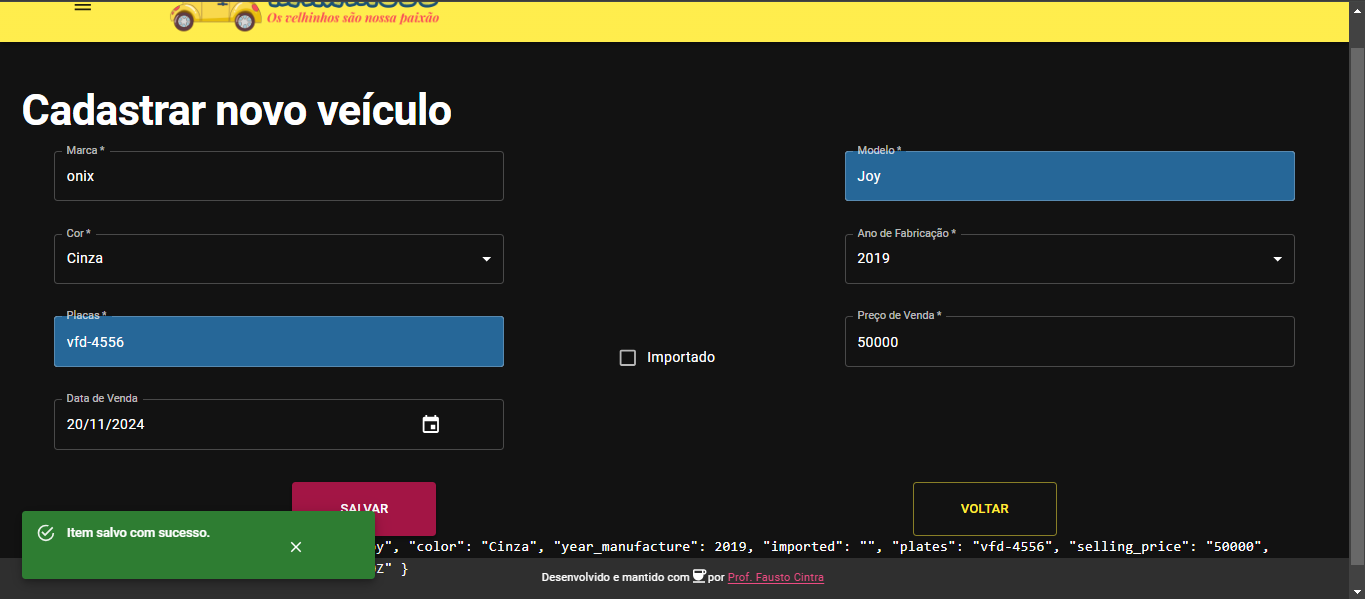 Os velhinhos são nossa paixão
Cadastrar novo veículo
Marca *
onix
Modelo *
Joy
Cor *
Cinza
Ano de Fabricação *
2019
Placas *
vfd-4556
Importado
Preço de Venda *
50000
Data de Venda
20/11/2024
SALVAR
VOLTAR
Item salvo com sucesso.
y", "color": "Cinza", "year_manufacture": 2019, "imported": "", "plates": "vfd-4556", "selling_price": "50000",
Z" }
Desenvolvido e mantido com por Prof. Fausto Cintra